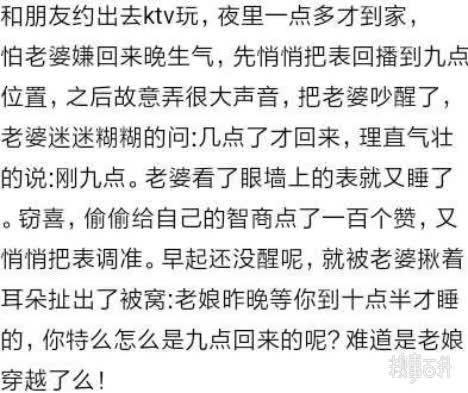 和朋友约出去ktv玩，夜里一点多才到家，
怕老婆嫌回来晚生气，先悄悄把表回播到九点
位置，之后故意弄很大声音，把老婆吵醒了，
老婆迷迷糊糊的问:几点了才回来，理直气壮
的说:刚九点。老婆看了眼墙上的表就又睡了
。窃喜，偷偷给自己的智商点了一百个赞，又
悄悄把表调准。早起还没醒呢，就被老婆揪着
耳朵扯出了被窝:老娘昨晚等你到十点半才睡
的，你特么怎么是九点回来的呢？难道是老娘
穿越了么！